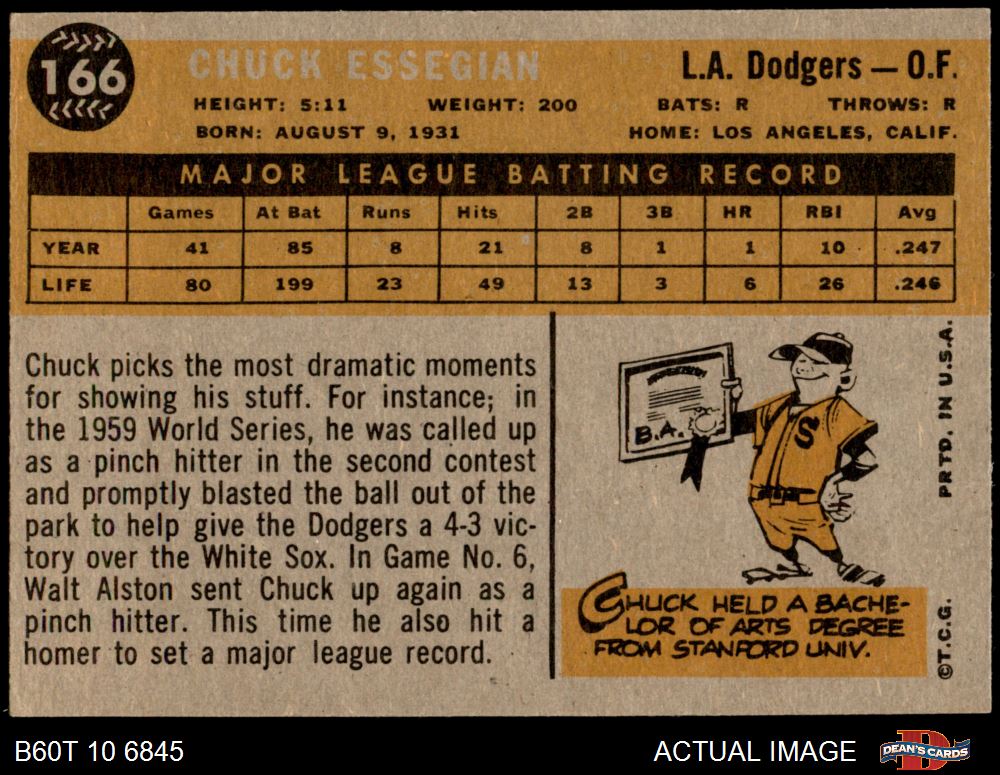 166
CHUCK ESSEGIAN
L.A. Dodgers — O.F.
HEIGHT: 5:11 WEIGHT: 200 BATS: R THROWS: R
BORN: AUGUST 9, 1931 HOME: LOS ANGELES, CALIF.
MAJOR LEAGUE BATTING RECORD
Games At Bat Runs Hits 2B 3B HR RBI Avg
YEAR 41 85 8 21 8 1 1 10 .247
LIFE 80 199 23 49 13 3 6 26 .246
Chuck picks the most dramatic moments
for showing his stuff. For instance; in
the 1959 World Series, he was called up
as a pinch hitter in the second contest
and promptly blasted the ball out of the
park to help give the Dodgers a 4-3 vic-
tory over the White Sox. In Game No. 6,
Walt Alston sent Chuck up again as a
pinch hitter. This time he also hit a
homer to set a major league record.
B.A.
S
CHUCK HELD A BACHE-
LOR OF ARTS DEGREE
FROM STANFORD UNIV.
PRTD. IN U.S.A.
©T.C.G.
B60T 10 6845
ACTUAL IMAGE
D
DEAN'S CARDS